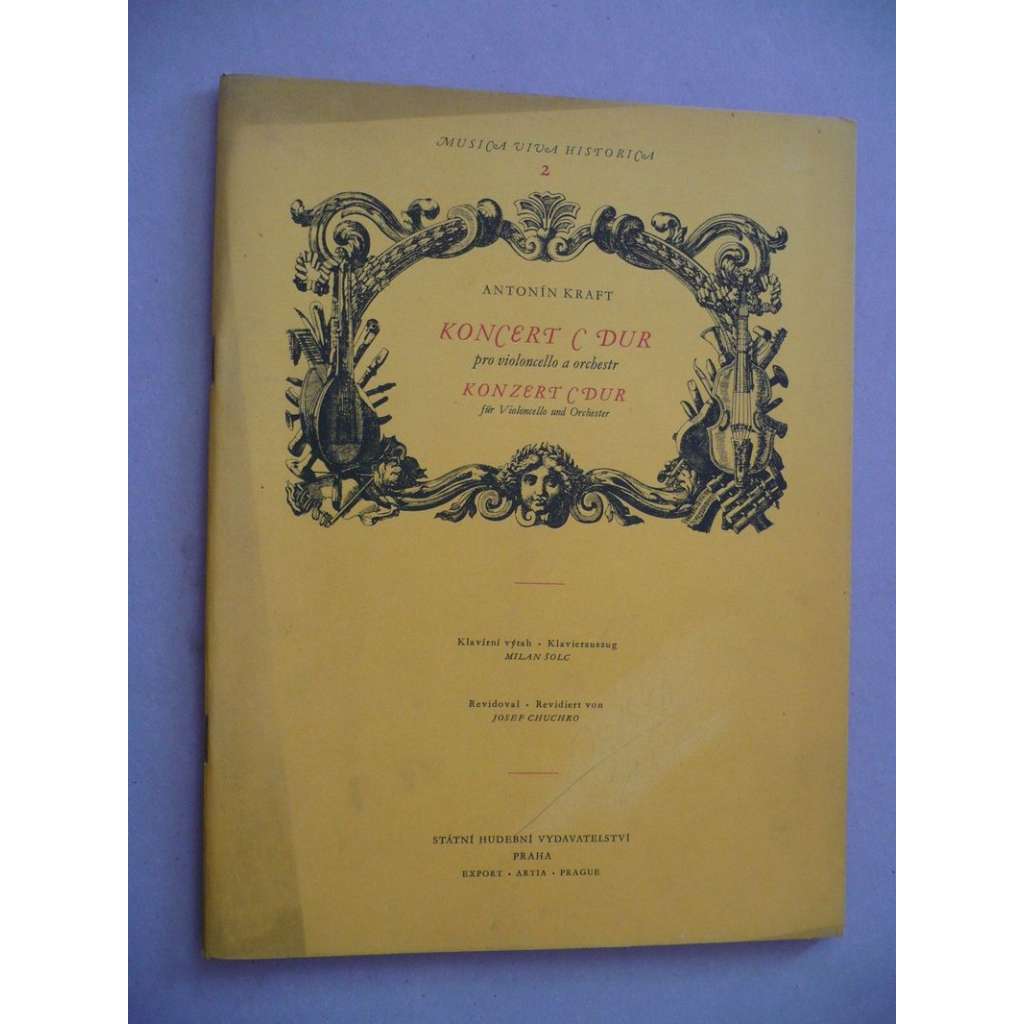 MUSICA VIVA HISTORICA
2
ANTONÍN KRAFT
KONCERT C DUR
pro violoncello a orchestr
KONZERT C DUR
für Violoncello und Orchester
Klavírní výtah • Klavierauszug
MILAN ŠOLC
Revidoval • Revidiert von
JOSEF CHUCHRO
STÁTNÍ HUDEBNÍ VYDAVATELSTVÍ
PRAHA
EXPORT • ARTIA • PRAGUE